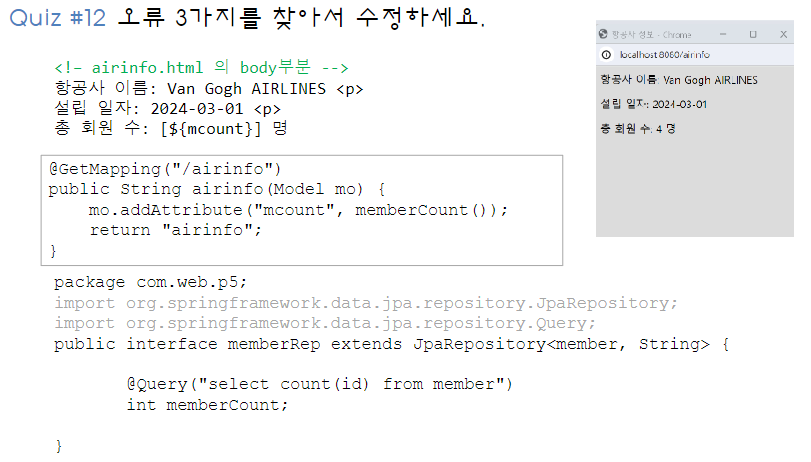 Quiz #12 오류 3가지를 찾아서 수정하세요.
항공사 정보 - Chrome
localhost:8080/airinfo
항공사 이름: Van Gogh AIRLINES
설립 일자: 2024-03-01
총 회원 수: 4 명
<!– airinfo.html 의 body부분 -->
항공사 이름: Van Gogh AIRLINES <p>
설립 일자: 2024-03-01 <p>
총 회원 수: [${mcount}] 명
@GetMapping("/airinfo")
public String airinfo(Model mo) {
    mo.addAttribute("mcount", memberCount());
    return "airinfo";
}
package com.web.p5;
import org.springframework.data.jpa.repository.JpaRepository;
import org.springframework.data.jpa.repository.Query;
public interface memberRep extends JpaRepository<member, String> {
        @Query("select count(id) from member")
        int memberCount;
}